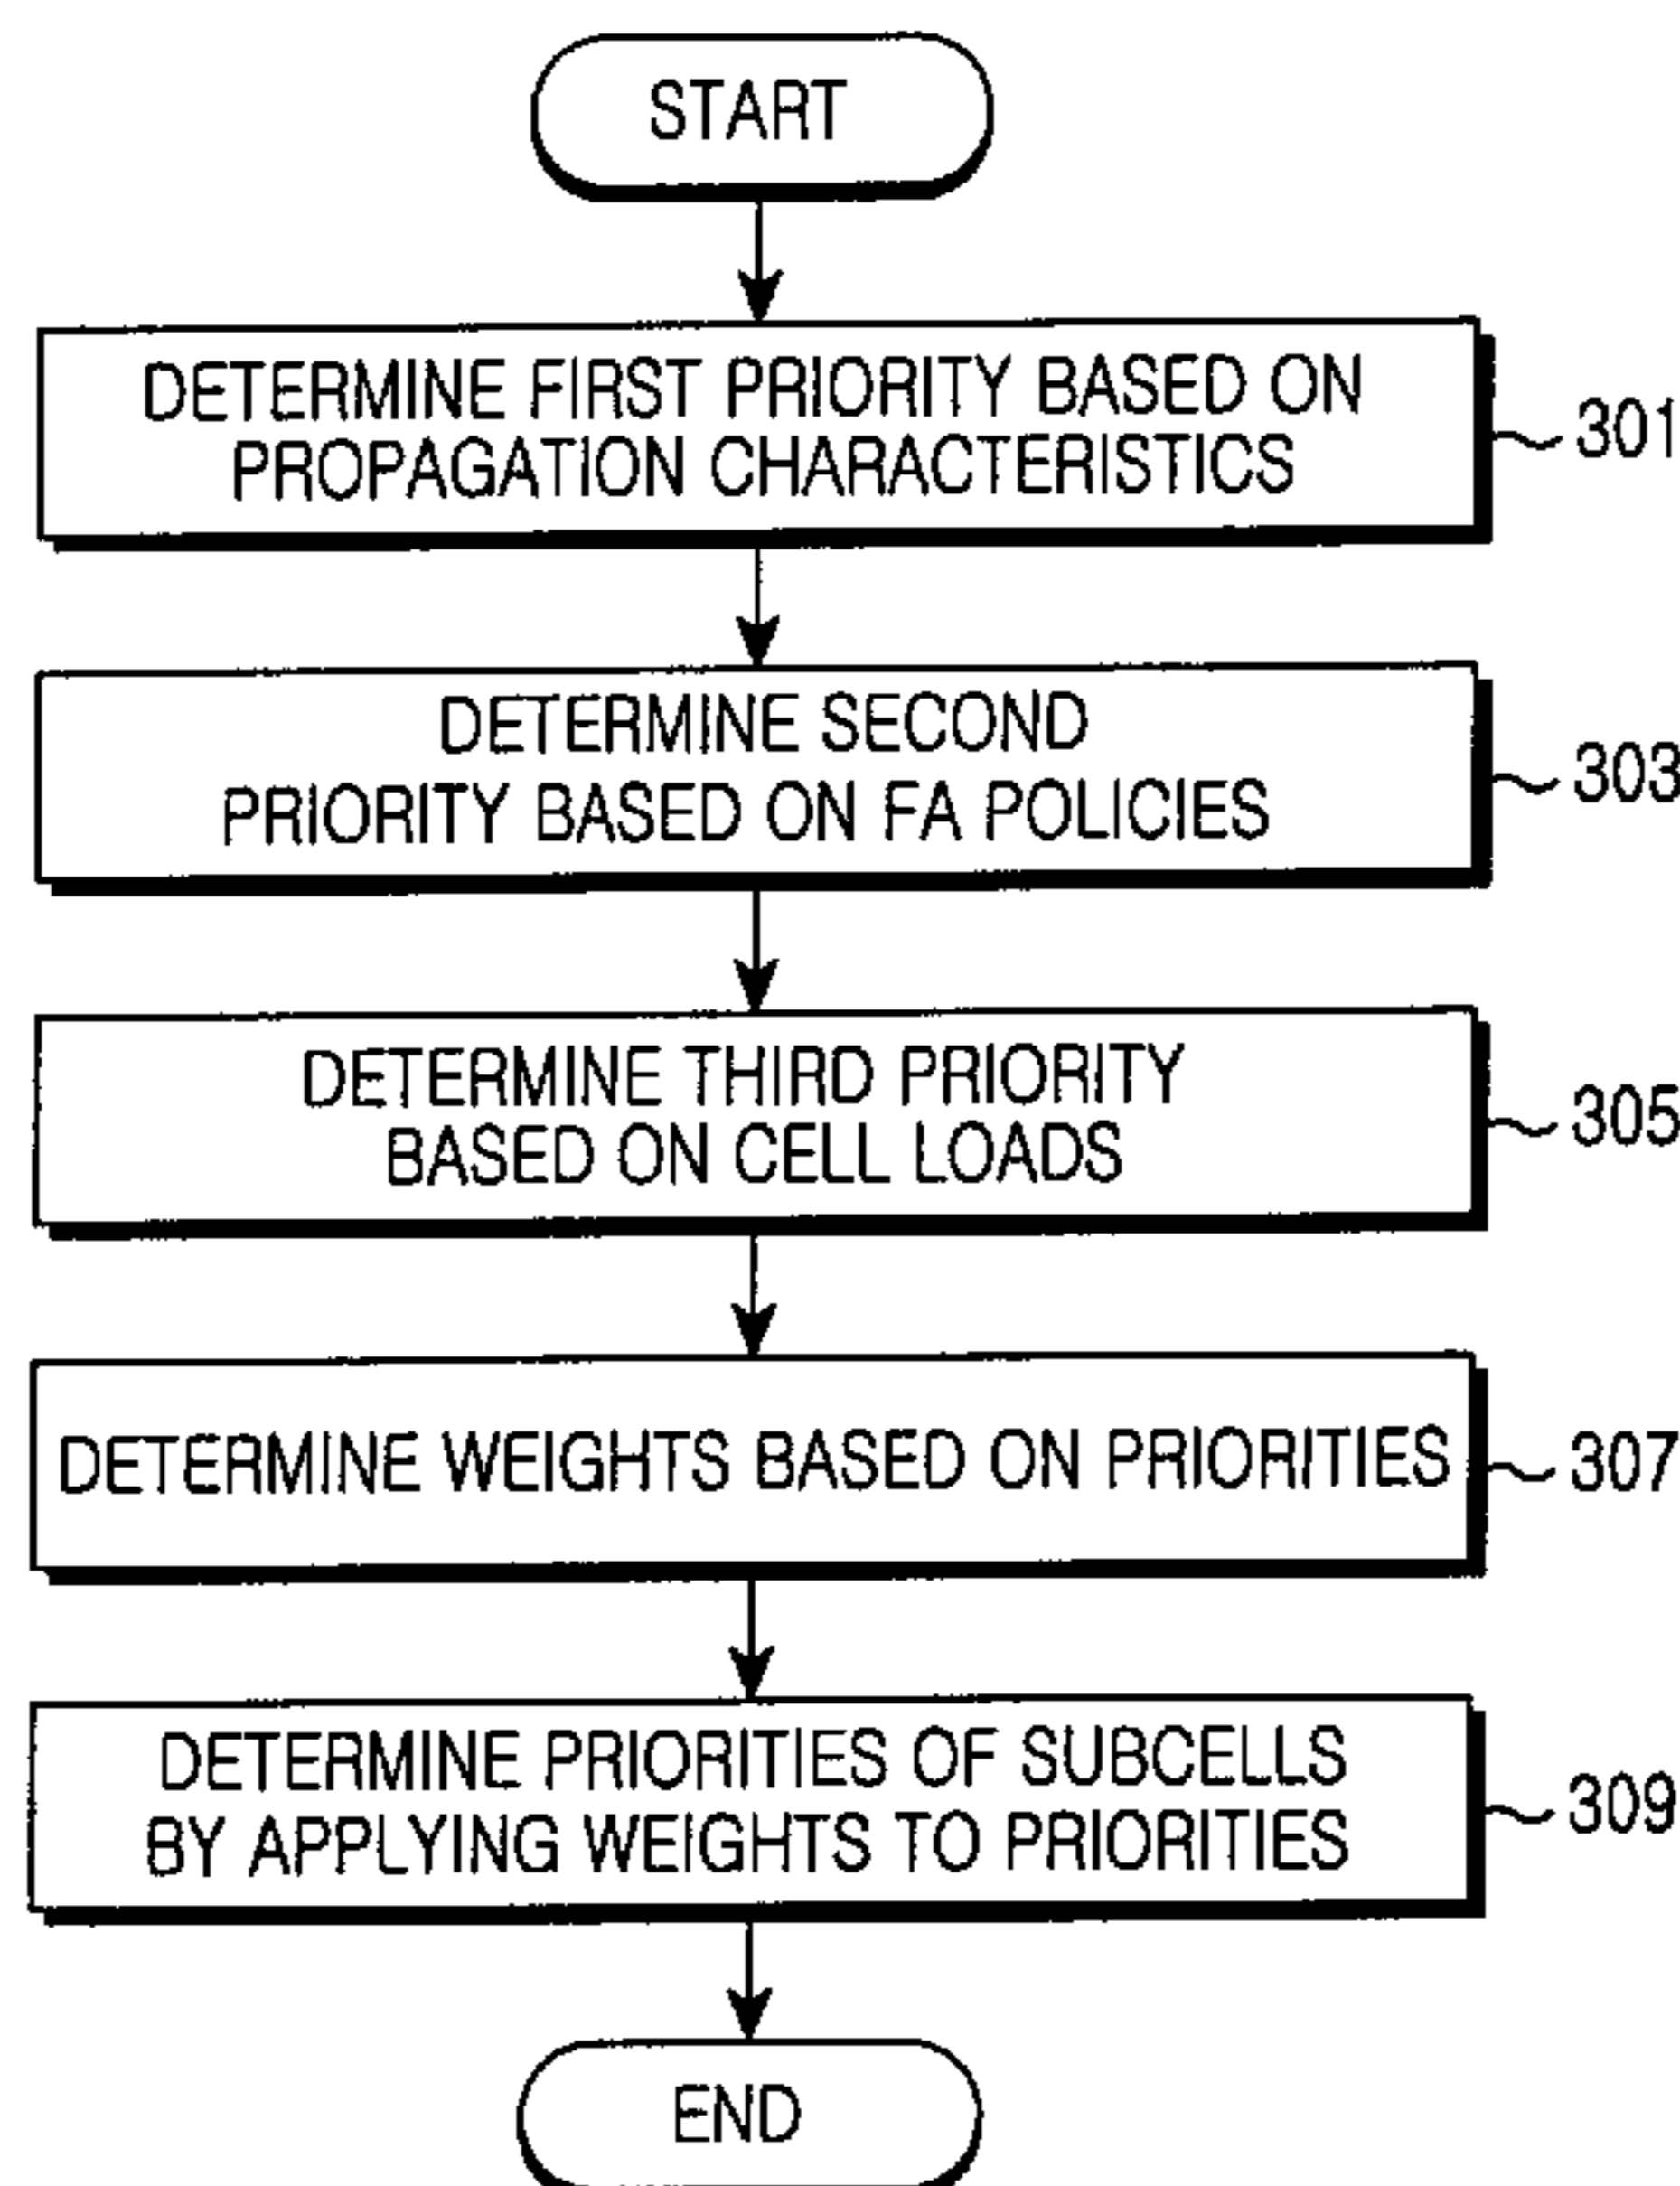 START
DETERMINE FIRST PRIORITY BASED ON
PROPAGATION CHARACTERISTICS
301
DETERMINE SECOND
PRIORITY BASED ON FA POLICIES
303
DETERMINE THIRD PRIORITY
BASED ON CELL LOADS
305
DETERMINE WEIGHTS BASED ON PRIORITIES
307
DETERMINE PRIORITIES OF SUBCELLS
BY APPLYING WEIGHTS TO PRIORITIES
309
END